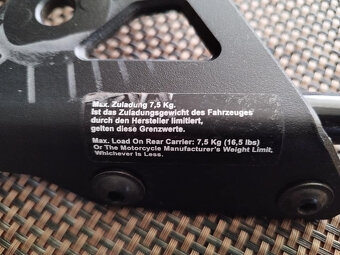 Max. Zuladung 7,5 Kg.
Ist das Zuladungsgewicht des Fahrzeuges
durch den Hersteller limitiert,
gelten diese Grenzwerte.
Max. Load On Rear Carrier: 7,5 Kg (16,5 lbs)
Or The Motorcycle Manufacturer's Weight Limit,
Whichever Is Less.